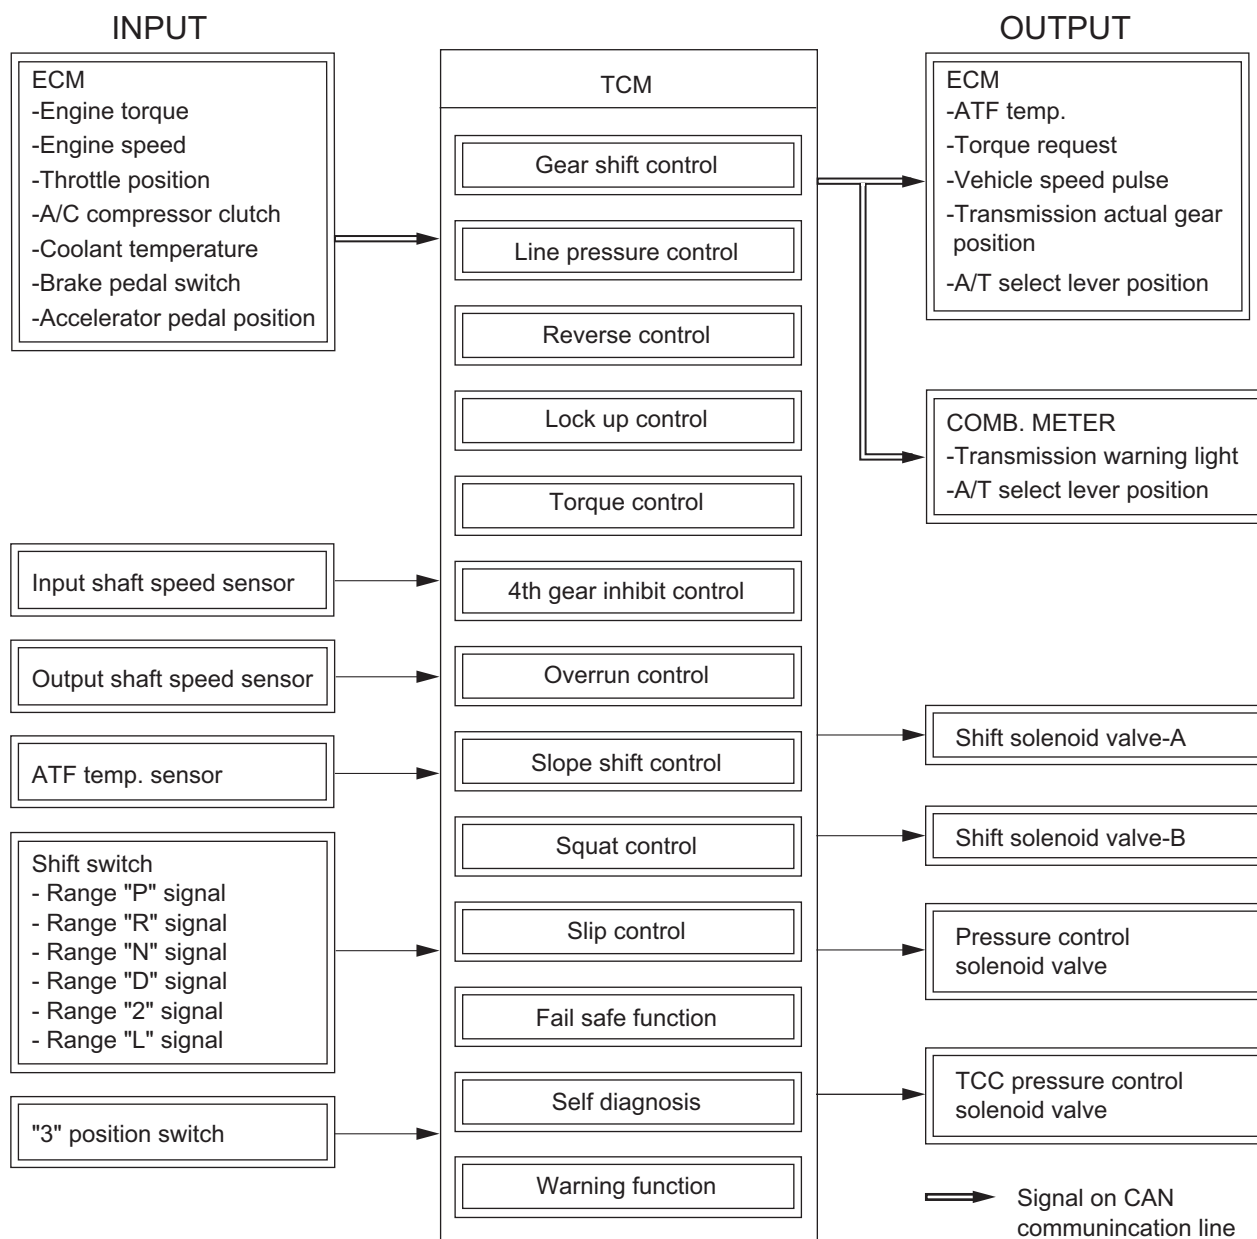 INPUT
ECM
-Engine torque
-Engine speed
-Throttle position
-A/C compressor clutch
-Coolant temperature
-Brake pedal switch
-Accelerator pedal position
Input shaft speed sensor
Output shaft speed sensor
ATF temp. sensor
Shift switch
- Range "P" signal
- Range "R" signal
- Range "N" signal
- Range "D" signal
- Range "2" signal
- Range "L" signal
"3" position switch
TCM
Gear shift control
Line pressure control
Reverse control
Lock up control
Torque control
4th gear inhibit control
Overrun control
Slope shift control
Squat control
Slip control
Fail safe function
Self diagnosis
Warning function
OUTPUT
ECM
-ATF temp.
-Torque request
-Vehicle speed pulse
-Transmission actual gear
position
-A/T select lever position
COMB. METER
-Transmission warning light
-A/T select lever position
Shift solenoid valve-A
Shift solenoid valve-B
Pressure control
solenoid valve
TCC pressure control
solenoid valve
Signal on CAN
communincation line